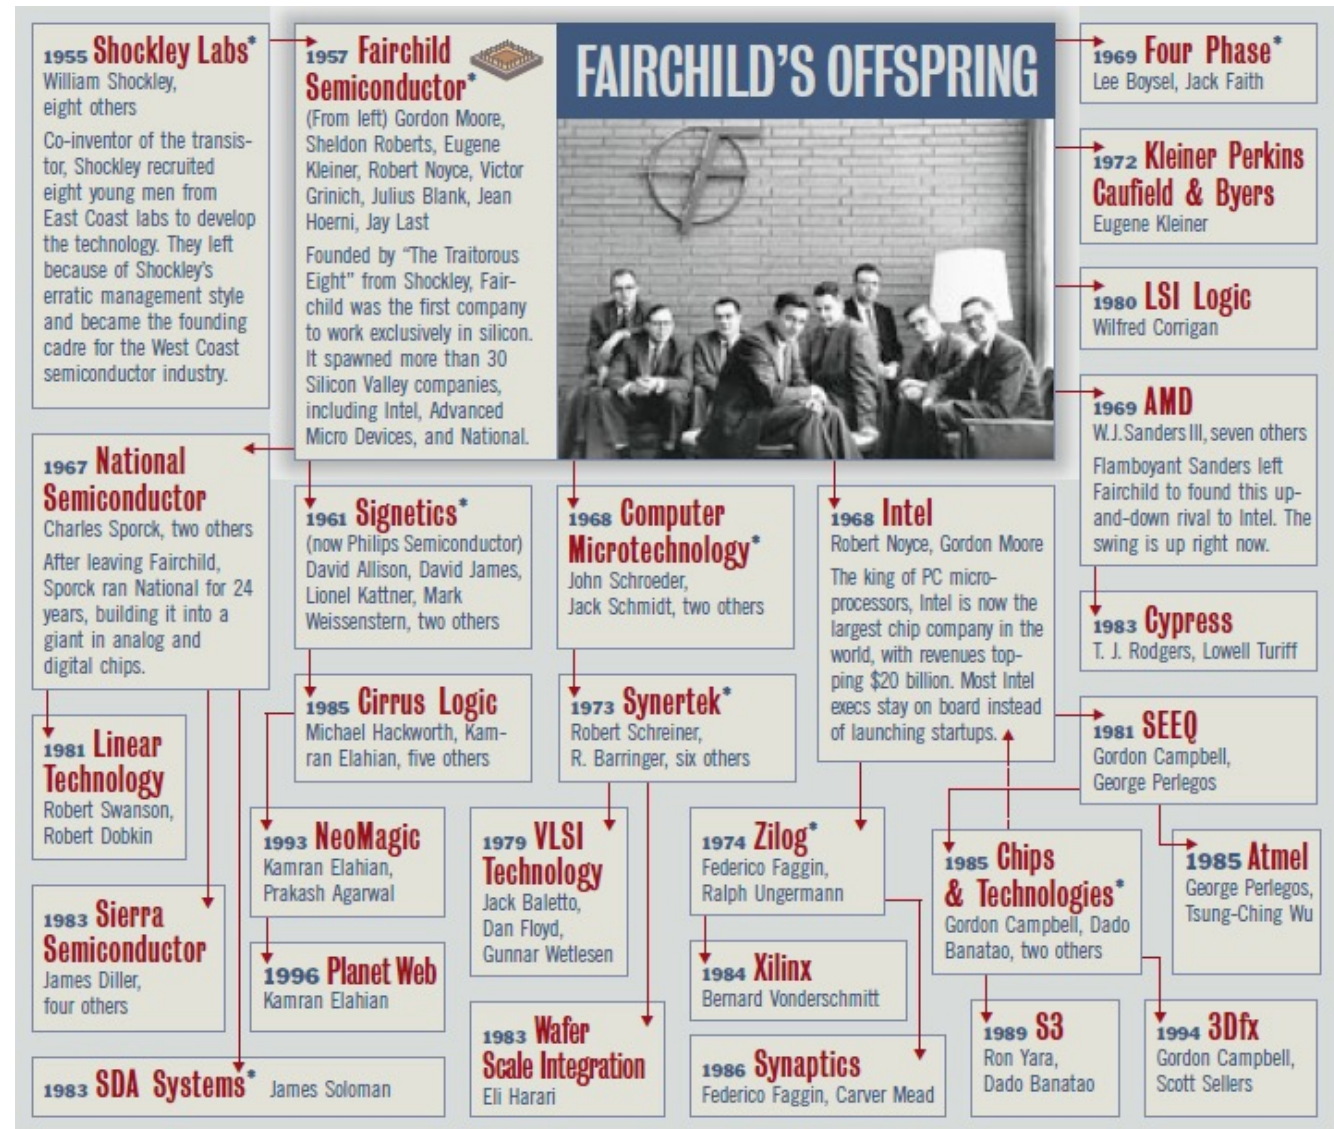 1955 Shockley Labs*
William Shockley,
eight others
Co-inventor of the transis-
tor, Shockley recruited
eight young men from
East Coast labs to develop
the technology. They left
because of Shockley's
erratic management style
and became the founding
cadre for the West Coast
semiconductor industry.
1957 Fairchild
Semiconductor*
(From left) Gordon Moore,
Sheldon Roberts, Eugene
Kleiner, Robert Noyce, Victor
Grinich, Julius Blank, Jean
Hoerni, Jay Last
Founded by “The Traitorous
Eight” from Shockley, Fair-
child was the first company
to work exclusively in silicon.
It spawned more than 30
Silicon Valley companies,
including Intel, Advanced
Micro Devices, and National.
FAIRCHILD'S OFFSPRING
1969 Four Phase*
Lee Boysel, Jack Faith
1972 Kleiner Perkins
Caufield & Byers
Eugene Kleiner
1980 LSI Logic
Wilfred Corrigan
1969 AMD
W.J.Sanders III, seven others
Flamboyant Sanders left
Fairchild to found this up-
and-down rival to Intel. The
swing is up right now.
1983 Cypress
T. J. Rodgers, Lowell Turiff
1967 National
Semiconductor
Charles Sporck, two others
After leaving Fairchild,
Sporck ran National for 24
years, building it into a
giant in analog and
digital chips.
1961 Signetics*
(now Philips Semiconductor)
David Allison, David James,
Lionel Kattner, Mark
Weissenstern, two others
1968 Computer
Microtechnology*
John Schroeder,
Jack Schmidt, two others
1968 Intel
Robert Noyce, Gordon Moore
The king of PC micro-
processors, Intel is now the
largest chip company in the
world, with revenues top-
ping $20 billion. Most Intel
execs stay on board instead
of launching startups.
1985 Cirrus Logic
Michael Hackworth, Kam-
ran Elahian, five others
1973 Synertek*
Robert Schreiner,
R. Barringer, six others
1981 SEEQ
Gordon Campbell,
George Perlegos
1981 Linear
Technology
Robert Swanson,
Robert Dobkin
1993 NeoMagic
Kamran Elahian,
Prakash Agarwal
1979 VLSI
Technology
Jack Baletto,
Dan Floyd,
Gunnar Wetlesen
1974 Zilog*
Federico Faggin,
Ralph Ungermann
1985 Chips
& Technologies*
Gordon Campbell, Dado
Banatao, two others
1985 Atmel
George Perlegos,
Tsung-Ching Wu
1983 Sierra
Semiconductor
James Diller,
four others
1996 Planet Web
Kamran Elahian
1984 Xilinx
Bernard Vonderschmitt
1983 Wafer
Scale Integration
Eli Harari
1989 S3
Ron Yara,
Dado Banatao
1994 3Dfx
Gordon Campbell,
Scott Sellers
1983 SDA Systems* James Soloman
1986 Synaptics
Federico Faggin, Carver Mead